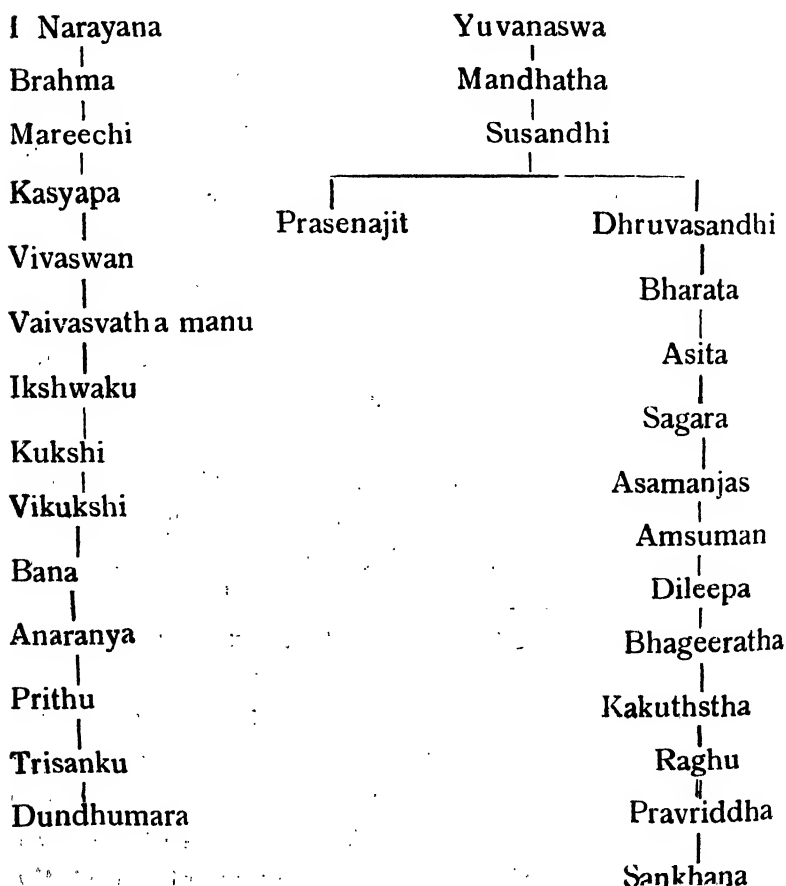 1 Narayana
Brahma
Mareechi
Kasyapa
Vivaswan
Vaivasvatha manu
Ikshwaku
Kukshi
Vikukshi
Bana
Anaranya
Prithu
Trisanku
Dundhumara
Yuvanaswa
Mandhatha
Susandhi
Prasenajit
Dhruvasandhi
Bharata
Asita
Sagara
Asamanjas
Amsuman
Dileepa
Bhageeratha
Kakuthstha
Raghu
Pravriddha
Sankhana